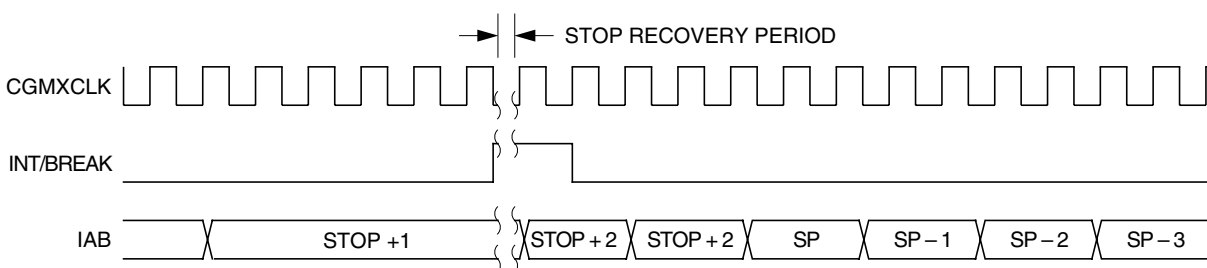 STOP RECOVERY PERIOD
CGMXCLK
INT/BREAK
IAB STOP +1 STOP + 2 STOP + 2 SP SP – 1 SP – 2 SP – 3